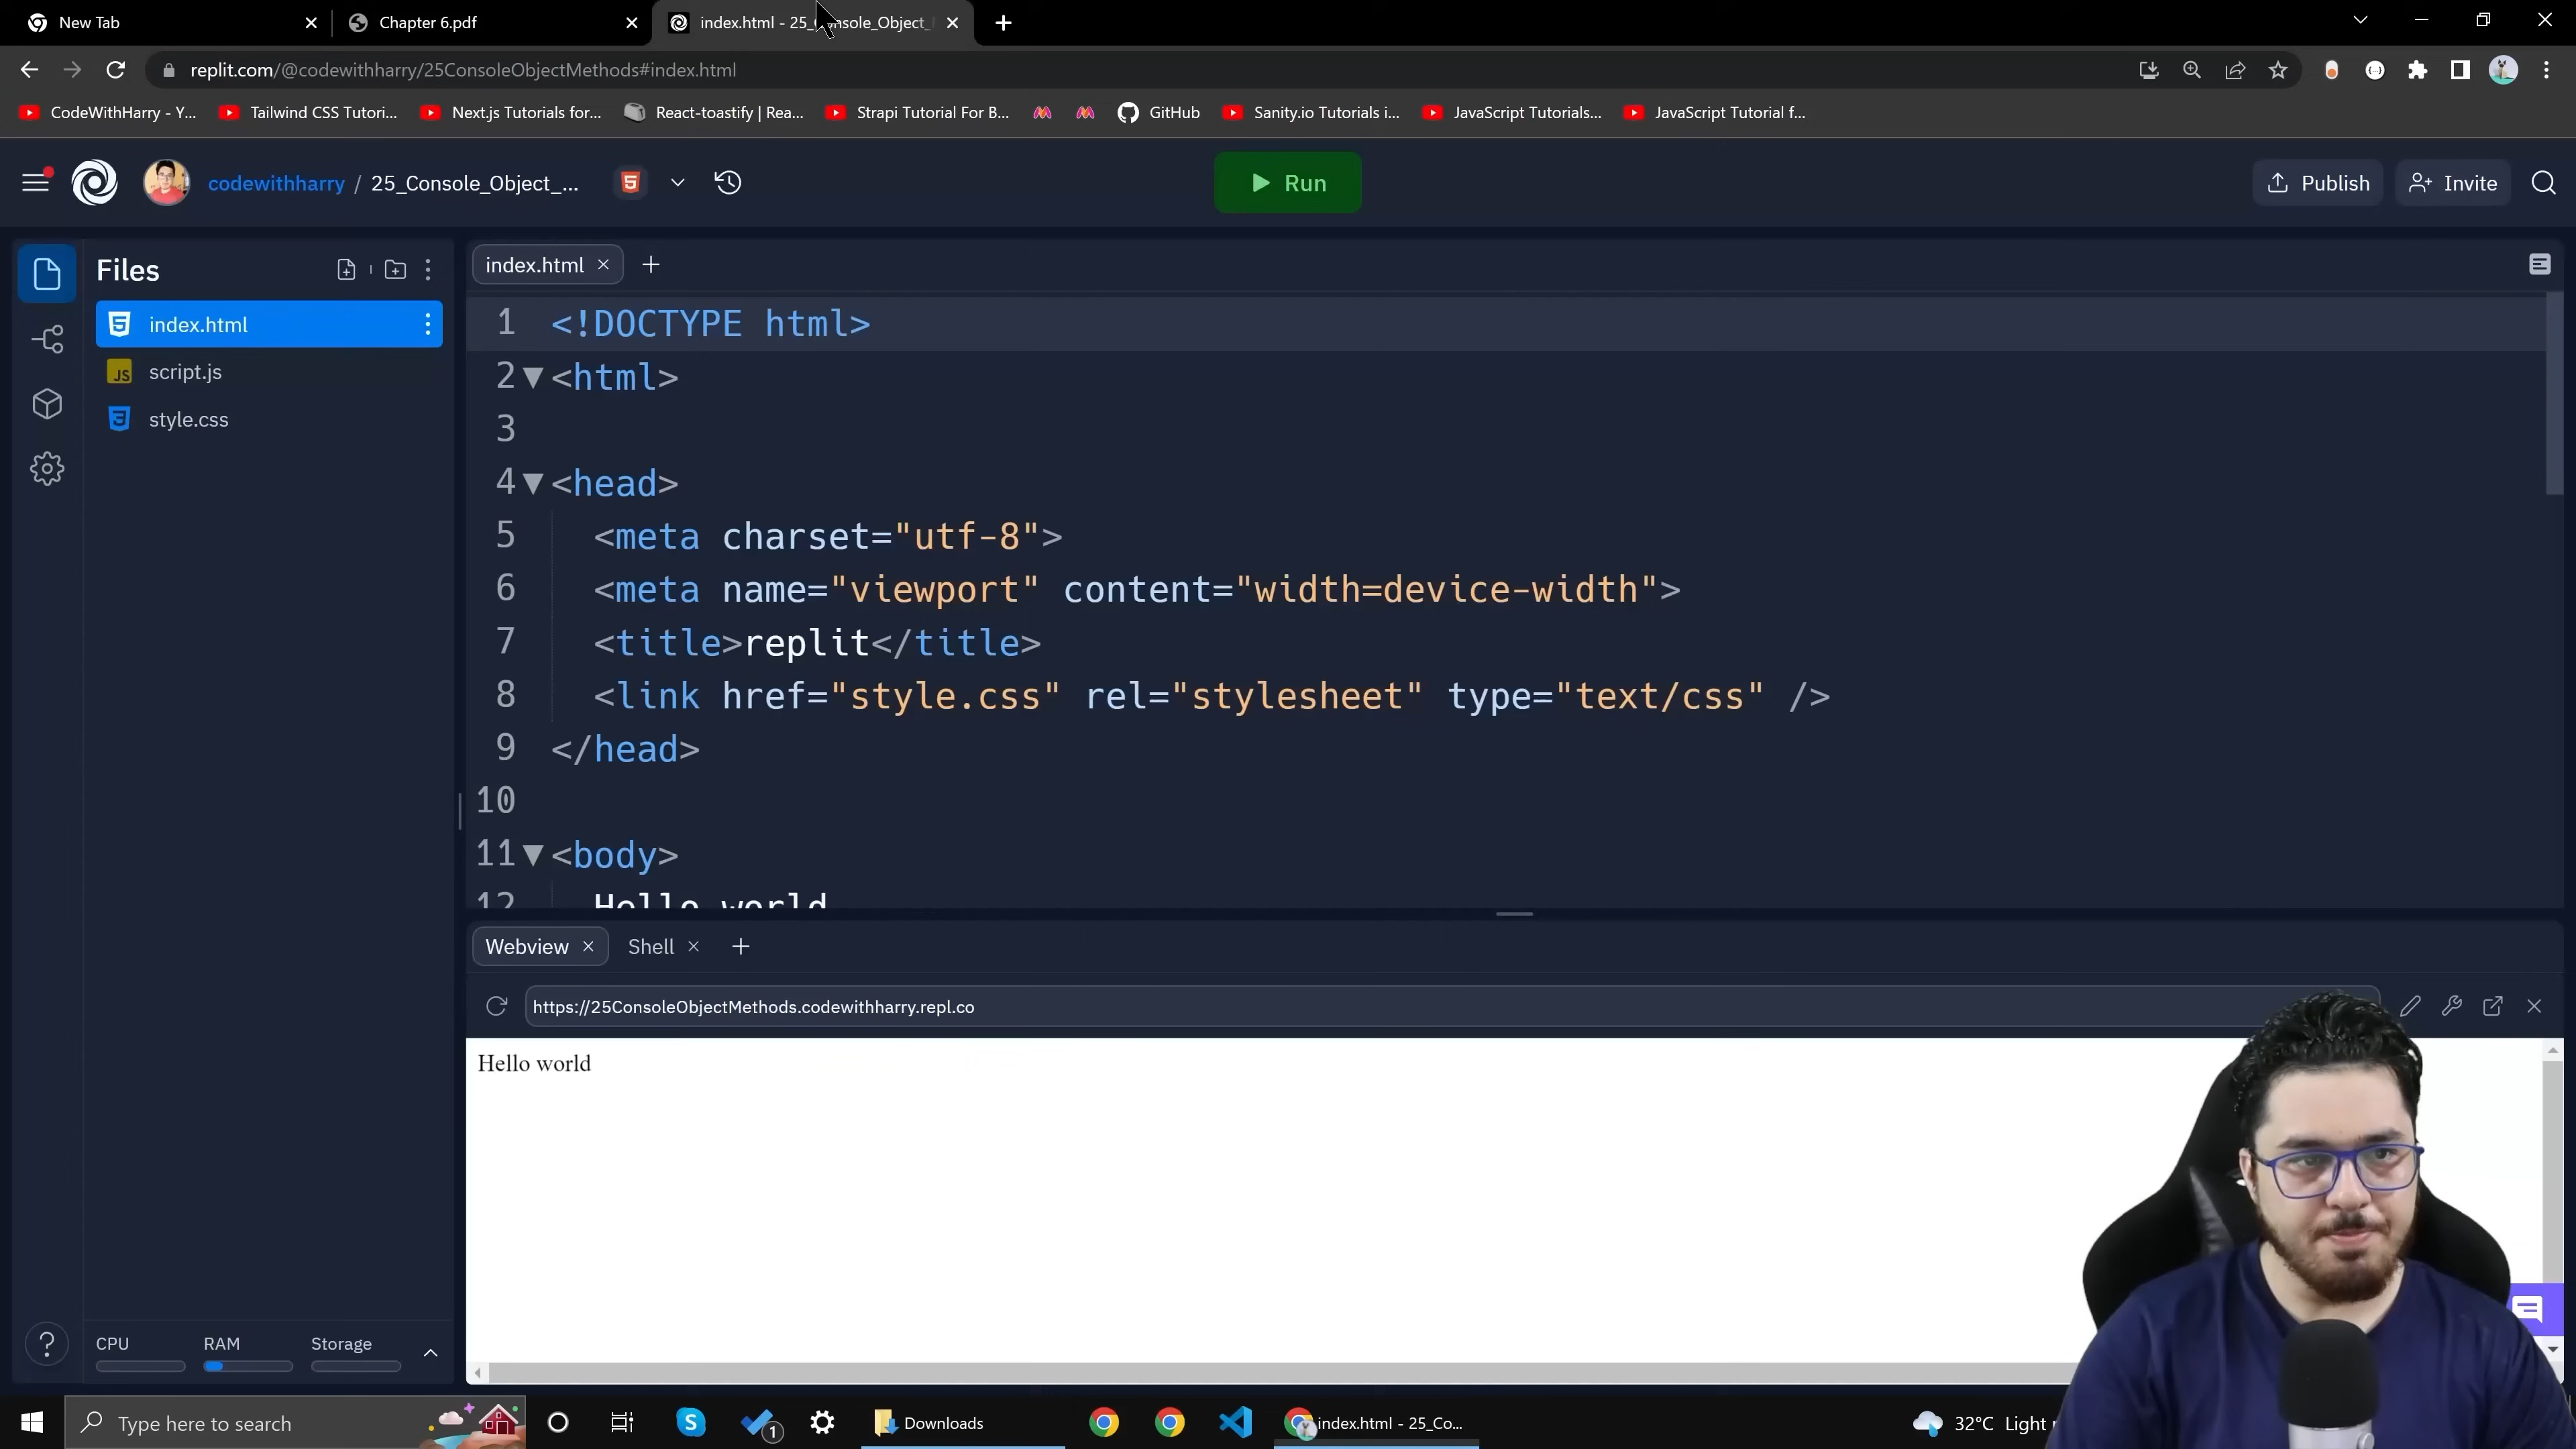 New Tab
Chapter 6.pdf
index.html - 25_
replit.com/@codewithharry/25ConsoleObjectMethods#index.html
CodeWithHarry - Y...
Tailwind CSS Tutori...
Next.js Tutorials for...
React-toastify | Rea...
Strapi Tutorial For B...
GitHub
Sanity.io Tutorials i...
JavaScript Tutorials...
JavaScript Tutorial f...
codewithharry / 25_Console_Object_...
Run
Publish
Invite
Files
index.html
script.js
style.css
index.html
1 <!DOCTYPE html>
2 <html>
3
4 <head>
5 <meta charset="utf-8">
6 <meta name="viewport" content="width=device-width">
7 <title>replit</title>
8 <link href="style.css" rel="stylesheet" type="text/css" />
9 </head>
10
11 <body>
12 Hello world
Webview
Shell
https://25ConsoleObjectMethods.codewithharry.repl.co
Hello world
CPU
RAM
Storage
Type here to search
1
Downloads
index.html - 25_Co...
32°C Light